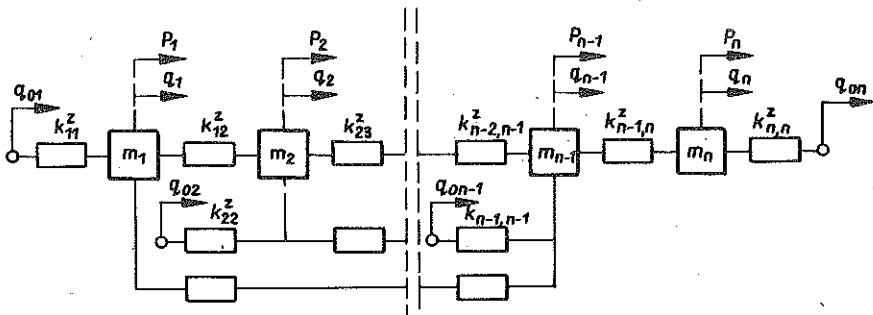 P₁ P₂ Pₙ₋₁ Pₙ
q₀₁ q₁ q₂ qₙ₋₁ qₙ q₀ₙ
k₁₁ᶻ m₁ k₁₂ᶻ m₂ k₂₃ᶻ kᶻₙ₋₂,ₙ₋₁ mₙ₋₁ kᶻₙ₋₁,ₙ mₙ kᶻₙ,ₙ
q₀₂ q₀ₙ₋₁
k₂₂ᶻ kₙ₋₁,ₙ₋₁